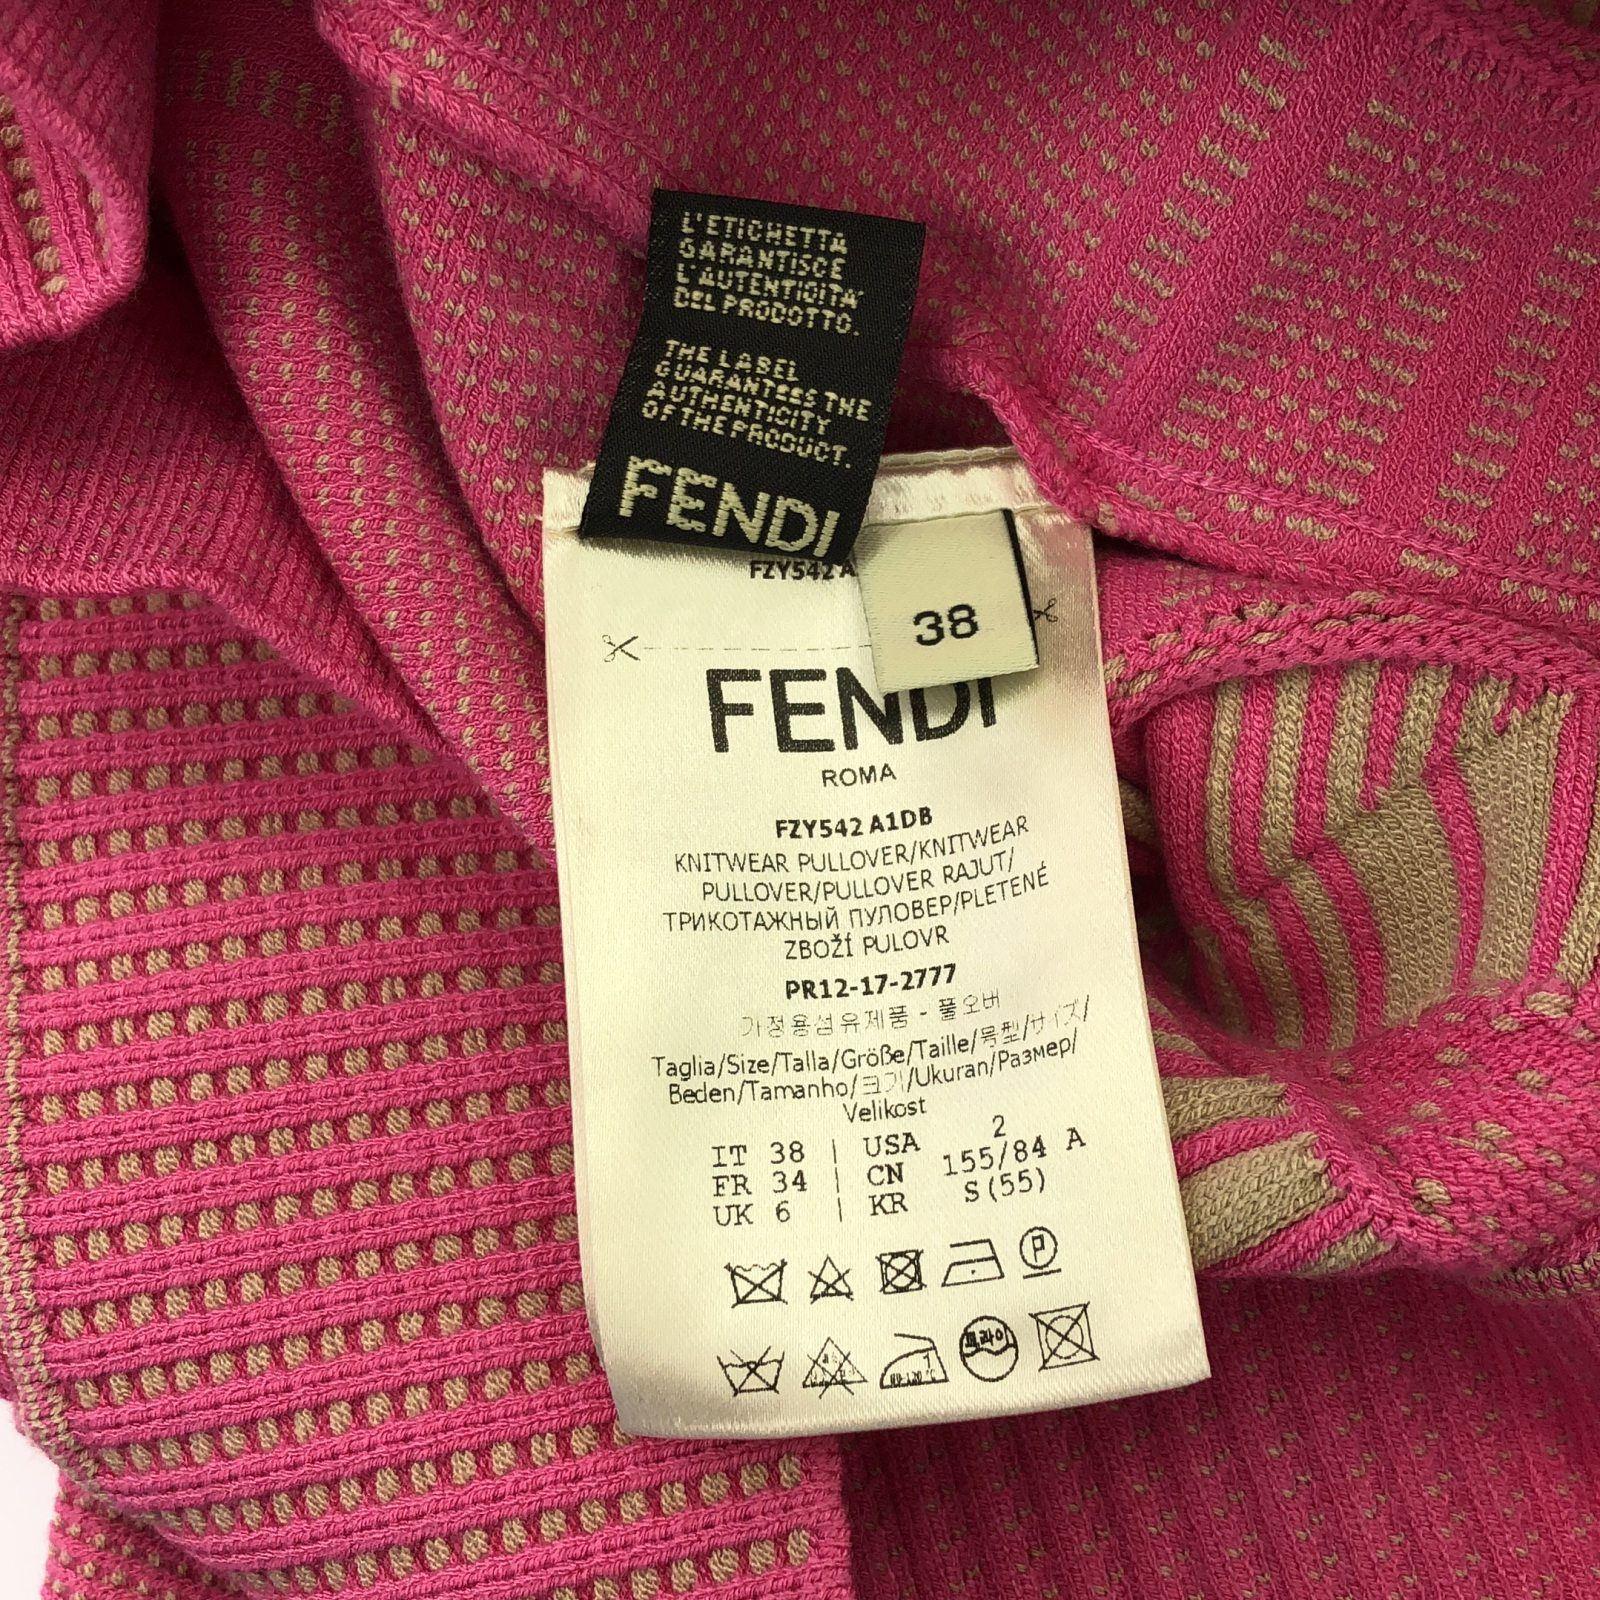 L'ETICHETTA
GARANTISCE
L'AUTENTICITA'
DEL PRODOTTO.
THE LABEL
GUARANTESS THE
AUTHENTICITY
OF THE PRODUCT.
FENDI
FZY542 A
38
FENDI
ROMA
FZY542 A1DB
KNITWEAR PULLOVER/KNITWEAR
PULLOVER/PULLOVER RAJUT/
ТРИКОТАЖНЫЙ ПУЛОВЕР/PLETENÉ
ZBOŽÍ PULOVR
PR12-17-2777
가정용섬유제품 - 풀오버
Taglia/Size/Talla/Größe/Taille/号型/サイズ/
Beden/Tamanho/크기/Ukuran/Размер/
Velikost
IT 38 | USA 2
FR 34 | CN 155/84 A
UK 6 | KR S(55)
P
드라이
1
80~120°C